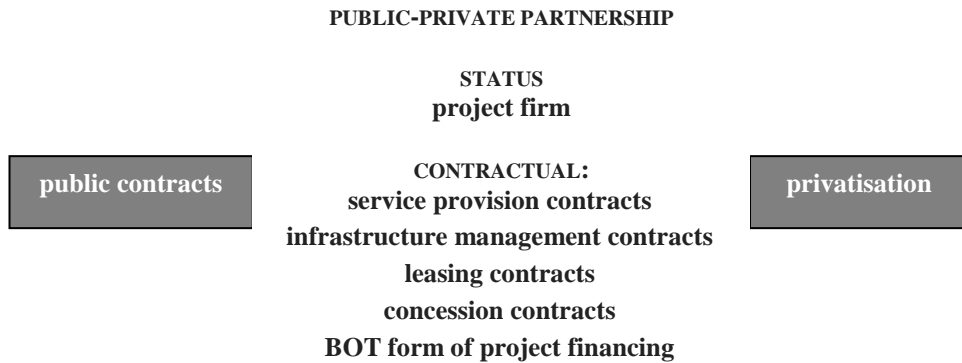 PUBLIC-PRIVATE PARTNERSHIP
STATUS
project firm
public contracts
CONTRACTUAL:
privatisation
service provision contracts
infrastructure management contracts
leasing contracts
concession contracts
BOT form of project financing